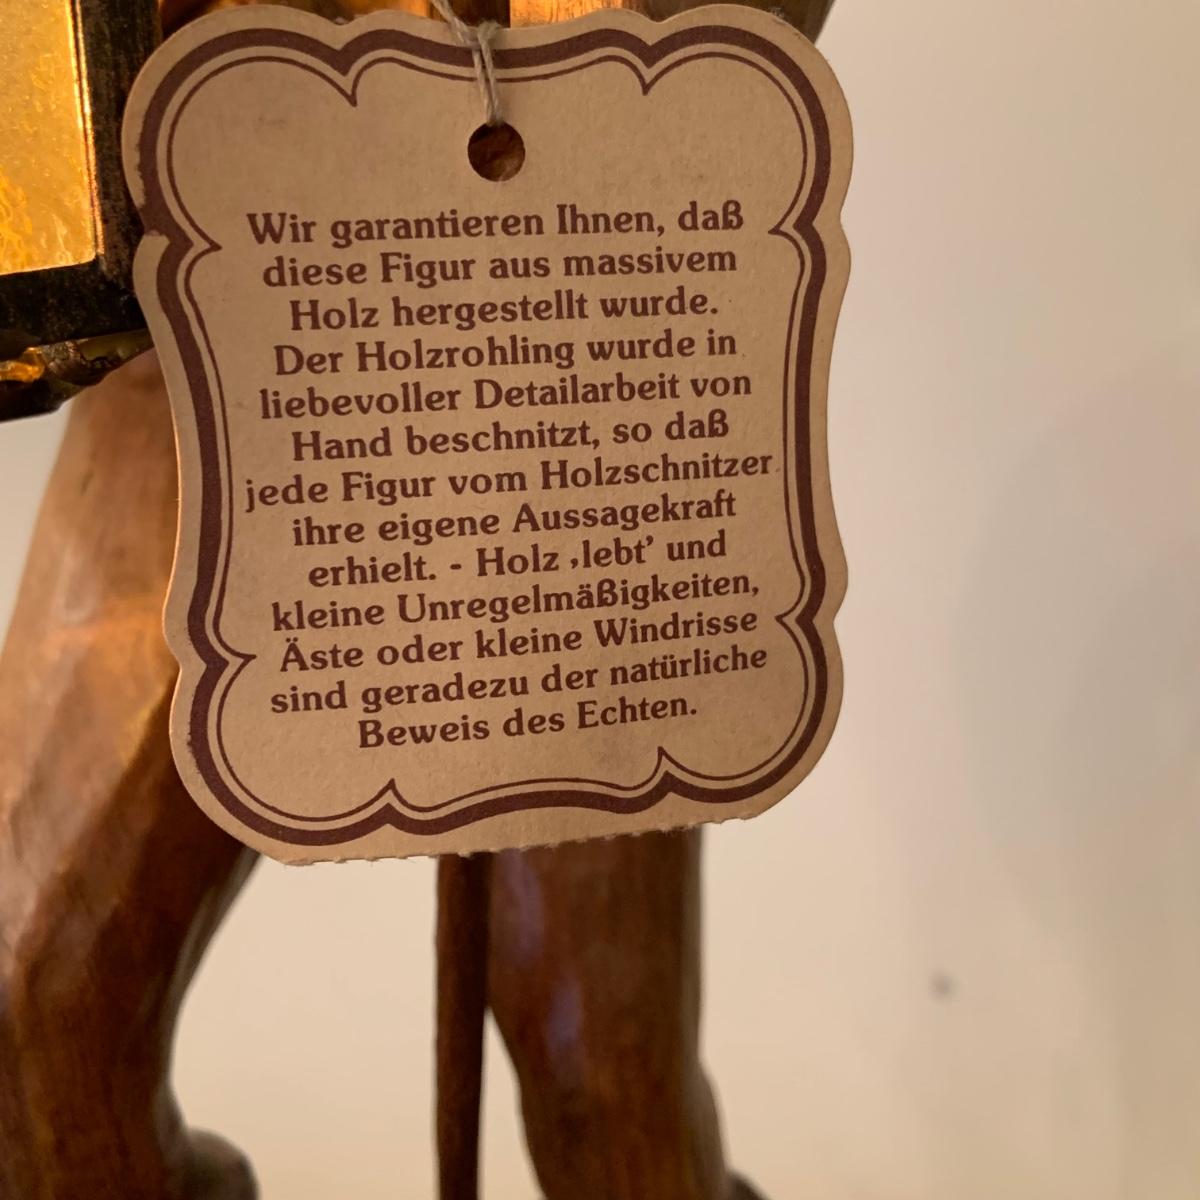 Wir garantieren Ihnen, daß
diese Figur aus massivem
Holz hergestellt wurde.
Der Holzrohling wurde in
liebevoller Detailarbeit von
Hand beschnitzt, so daß
jede Figur vom Holzschnitzer
ihre eigene Aussagekraft
erhielt. - Holz ‚lebt’ und
kleine Unregelmäßigkeiten,
Äste oder kleine Windrisse
sind geradezu der natürliche
Beweis des Echten.